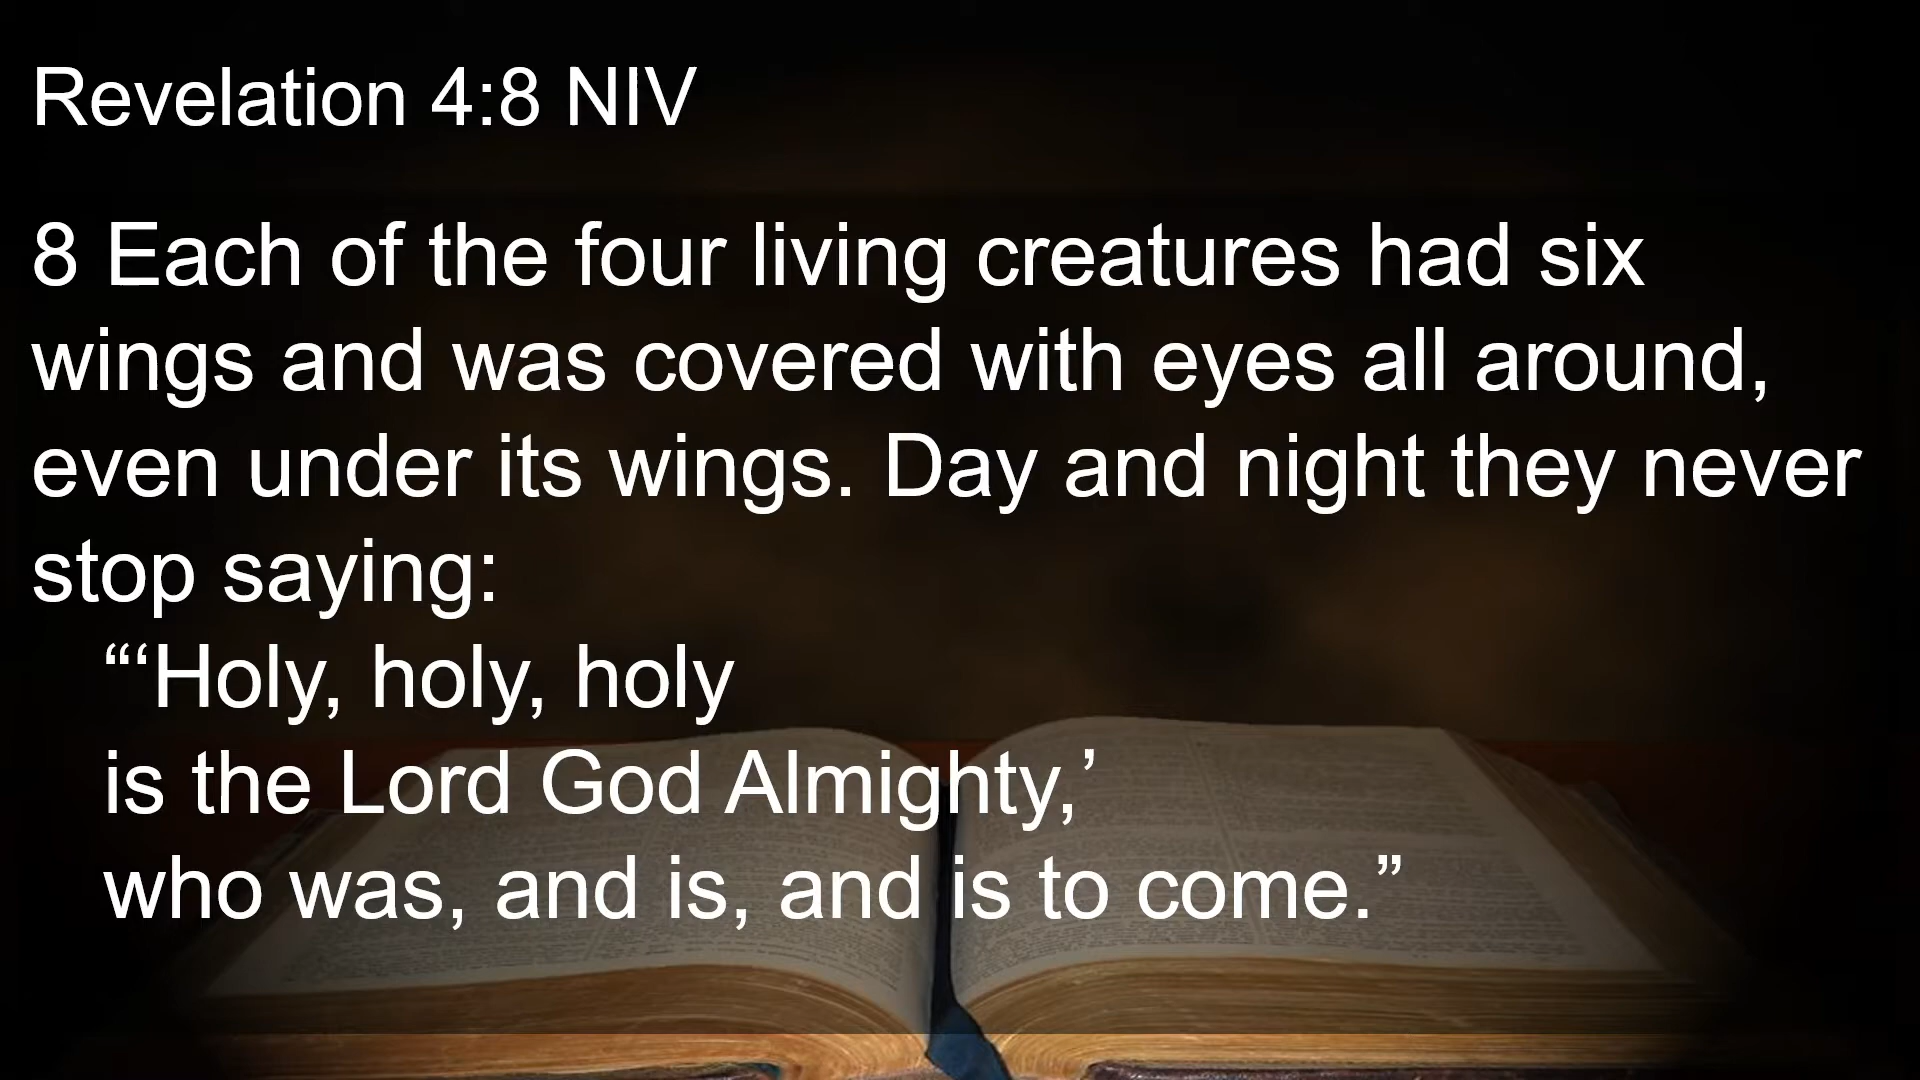 Revelation 4:8 NIV
8 Each of the four living creatures had six
wings and was covered with eyes all around,
even under its wings. Day and night they never
stop saying:
“‘Holy, holy, holy
is the Lord God Almighty,’
who was, and is, and is to come.”